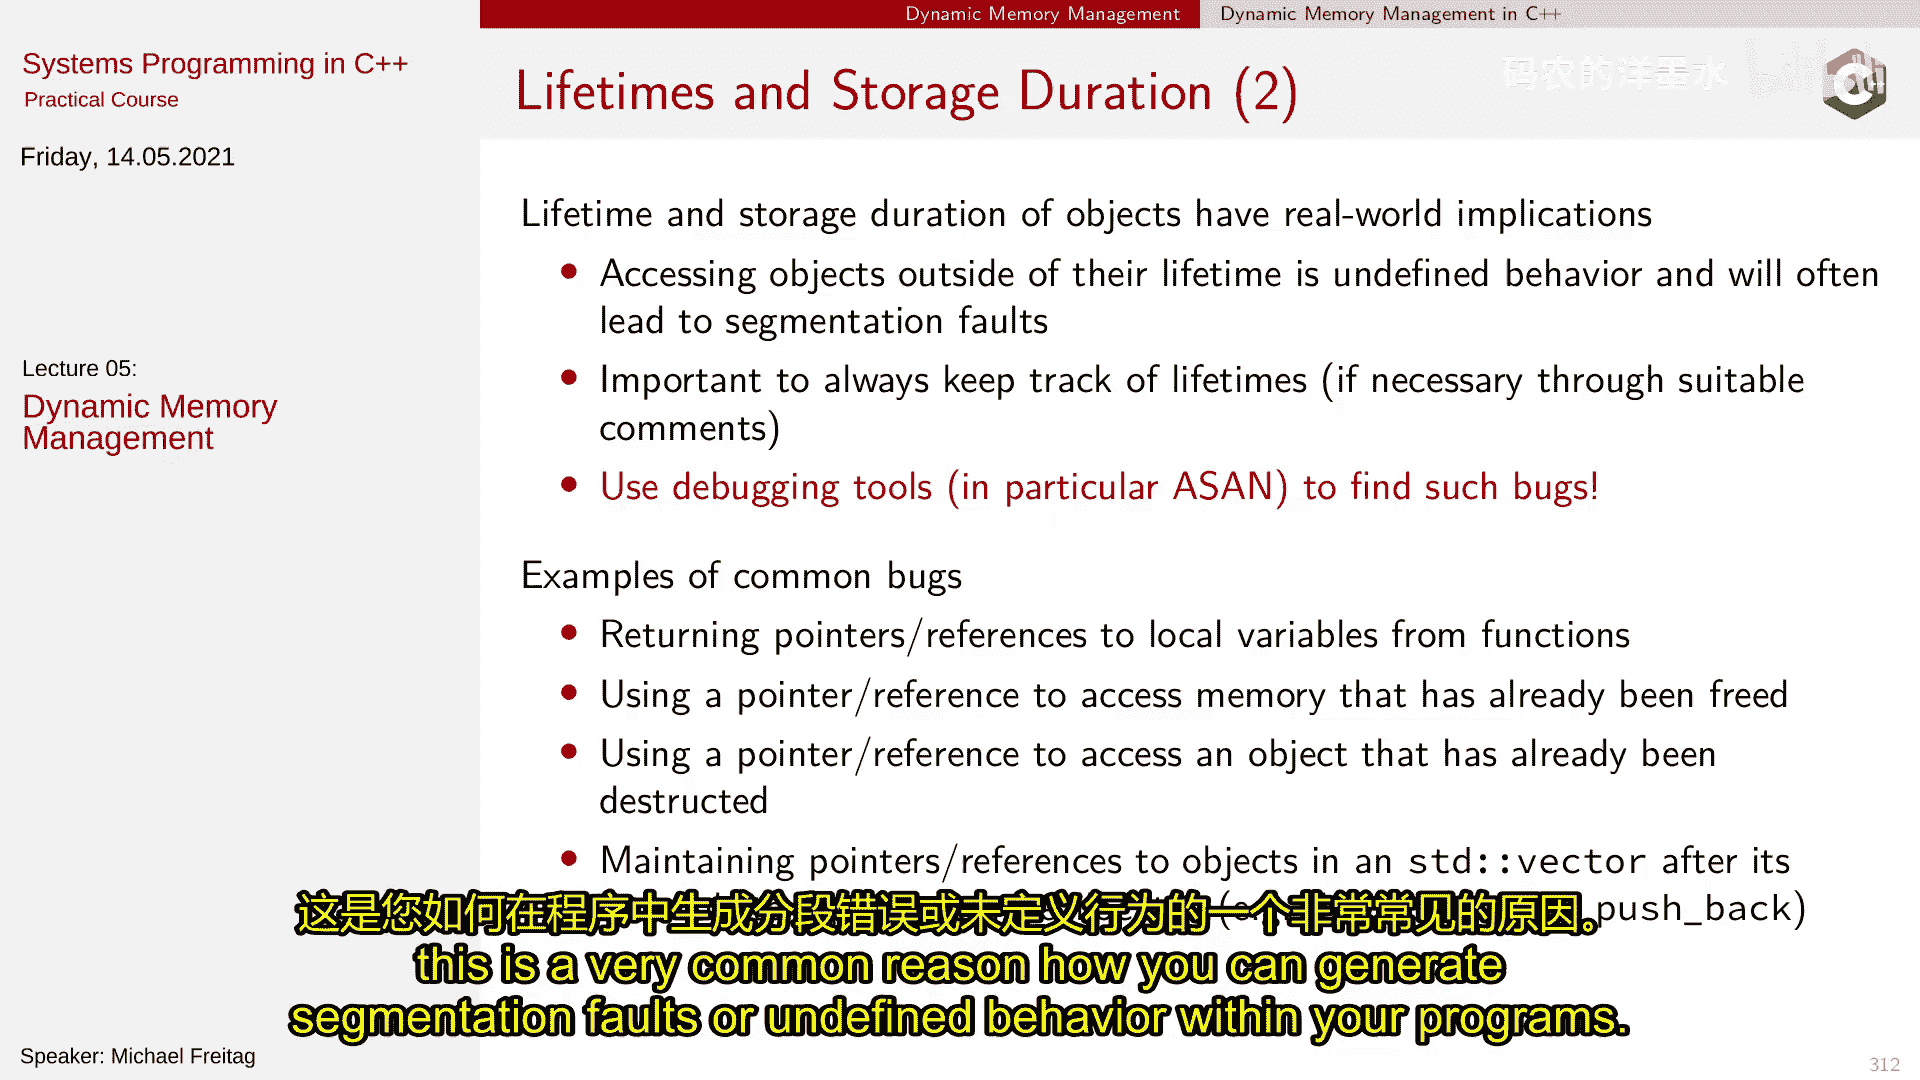 Dynamic Memory Management
Dynamic Memory Management in C++
Systems Programming in C++
Practical Course
Friday, 14.05.2021
Lecture 05:
Dynamic Memory
Management
Speaker: Michael Freitag
Lifetimes and Storage Duration (2)
码农的洋墨水
Lifetime and storage duration of objects have real-world implications
• Accessing objects outside of their lifetime is undefined behavior and will often
lead to segmentation faults
• Important to always keep track of lifetimes (if necessary through suitable
comments)
• Use debugging tools (in particular ASAN) to find such bugs!
Examples of common bugs
• Returning pointers/references to local variables from functions
• Using a pointer/reference to access memory that has already been freed
• Using a pointer/reference to access an object that has already been
destructed
• Maintaining pointers/references to objects in an std::vector after its
push_back)
这是您如何在程序中生成分段错误或未定义行为的一个非常常见的原因。
this is a very common reason how you can generate
segmentation faults or undefined behavior within your programs.
312